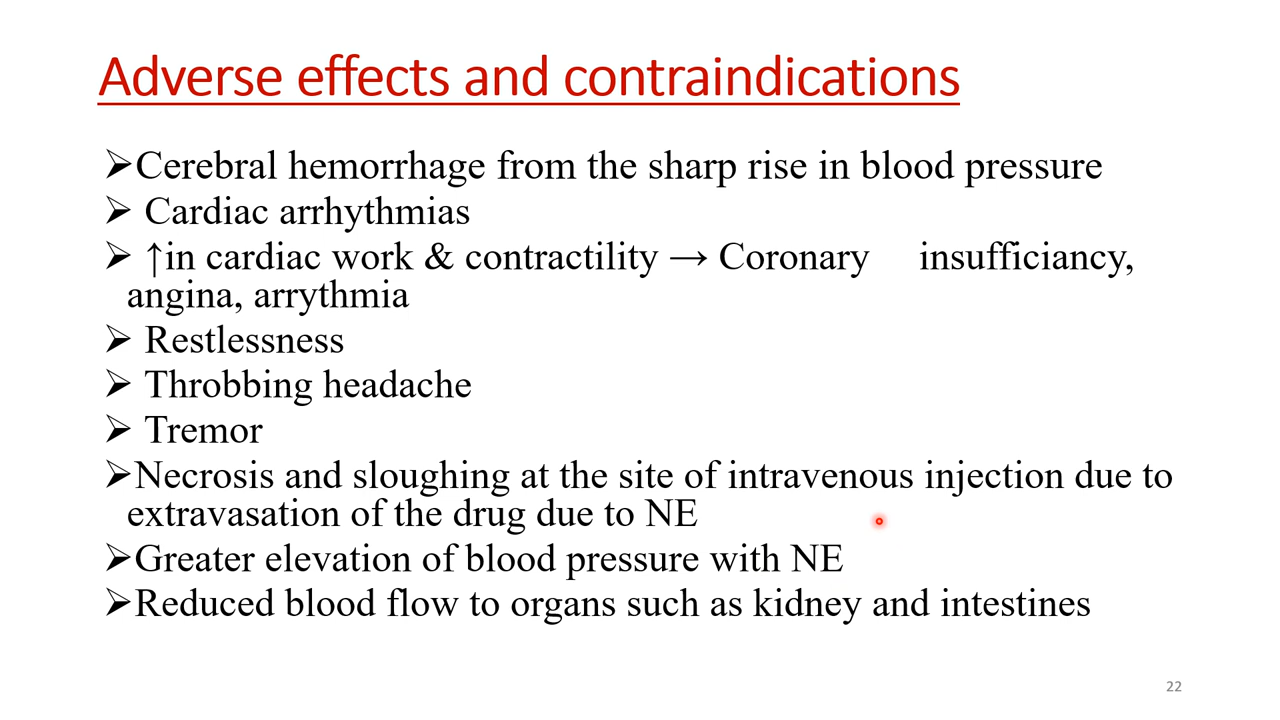 Adverse effects and contraindications
➢Cerebral hemorrhage from the sharp rise in blood pressure
➢ Cardiac arrhythmias
➢ ↑in cardiac work & contractility → Coronary insufficiancy,
angina, arrythmia
➢ Restlessness
➢ Throbbing headache
➢ Tremor
➢Necrosis and sloughing at the site of intravenous injection due to
extravasation of the drug due to NE
➢Greater elevation of blood pressure with NE
➢Reduced blood flow to organs such as kidney and intestines
22